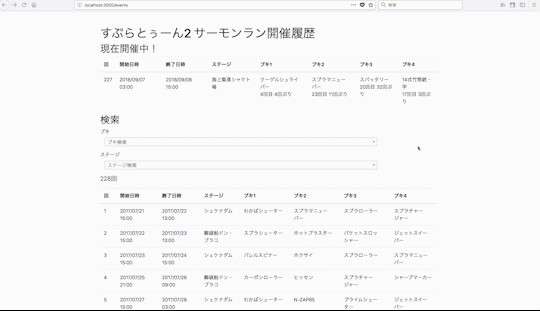 localhost:3000/events
検索
すぷらとぅーん2 サーモンラン開催履歴
現在開催中！
回 開始日時 終了日時 ステージ ブキ1 ブキ2 ブキ3 ブキ4
227 2018/09/07 03:00 2018/09/08 15:00 海上集落シャケト場 クーゲルシュライバー 4回目 4回ぶり スプラマニューバー 23回目 11回ぶり スパッタリー 20回目 32回ぶり 14式竹筒銃・甲 17回目 3回ぶり
検索
ブキ
ブキ検索
ステージ
ステージ検索
228回
回 開始日時 終了日時 ステージ ブキ1 ブキ2 ブキ3 ブキ4
1 2017/07/21 15:00 2017/07/22 13:00 シェケナダム わかばシューター スプラマニューバー スプラローラー スプラチャージャー
2 2017/07/22 15:00 2017/07/23 13:00 難破船ドン・ブラコ スプラシューター ホットブラスター バケットスロッシャー ジェットスイーパー
3 2017/07/23 15:00 2017/07/24 15:00 シェケナダム バレルスピナー ホクサイ スプラローラー スプラマニューバー
4 2017/07/25 21:00 2017/07/26 09:00 難破船ドン・ブラコ カーボンローラー ヒッセン スプラチャージャー シャープマーカー
5 2017/07/27 15:00 2017/07/28 03:00 シェケナダム わかばシューター N-ZAP85 プライムシューター ジェットスイーパー